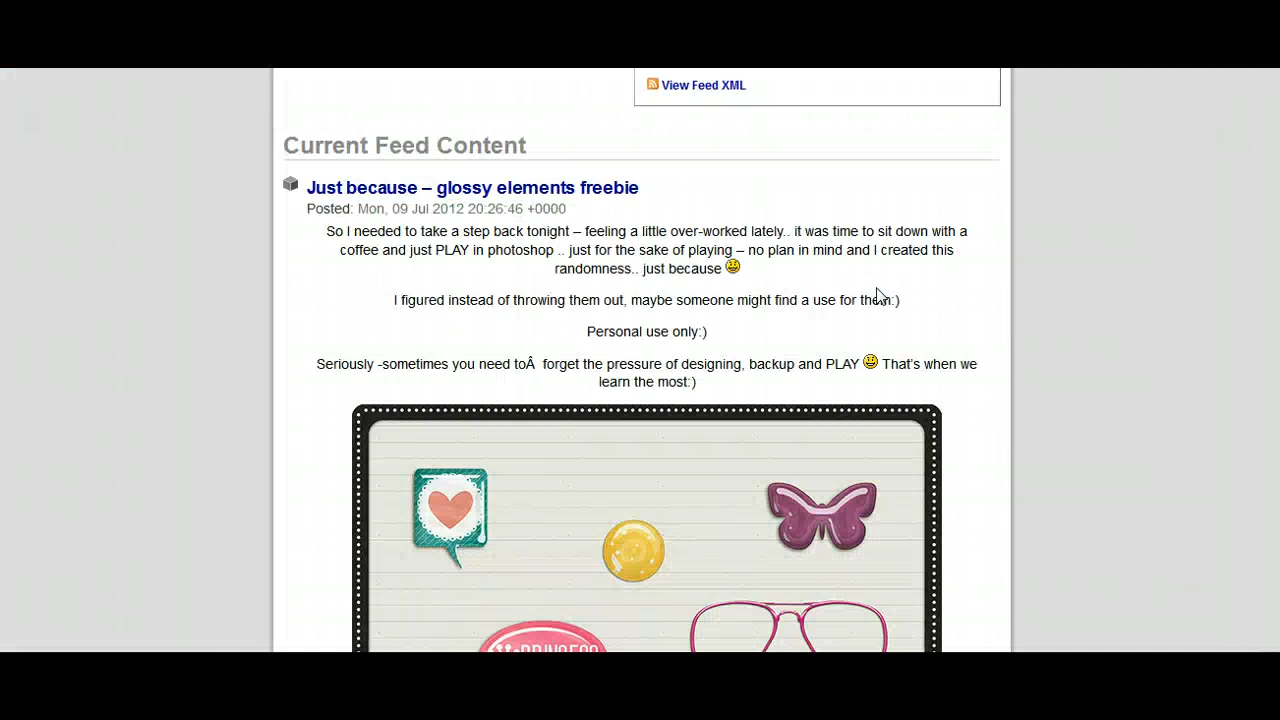 View Feed XML
Current Feed Content
Just because – glossy elements freebie
Posted: Mon, 09 Jul 2012 20:26:46 +0000
So I needed to take a step back tonight – feeling a little over-worked lately.. it was time to sit down with a
coffee and just PLAY in photoshop .. just for the sake of playing – no plan in mind and I created this
randomness.. just because
I figured instead of throwing them out, maybe someone might find a use for them:)
Personal use only:)
Seriously -sometimes you need toÂ  forget the pressure of designing, backup and PLAY That's when we
learn the most:)